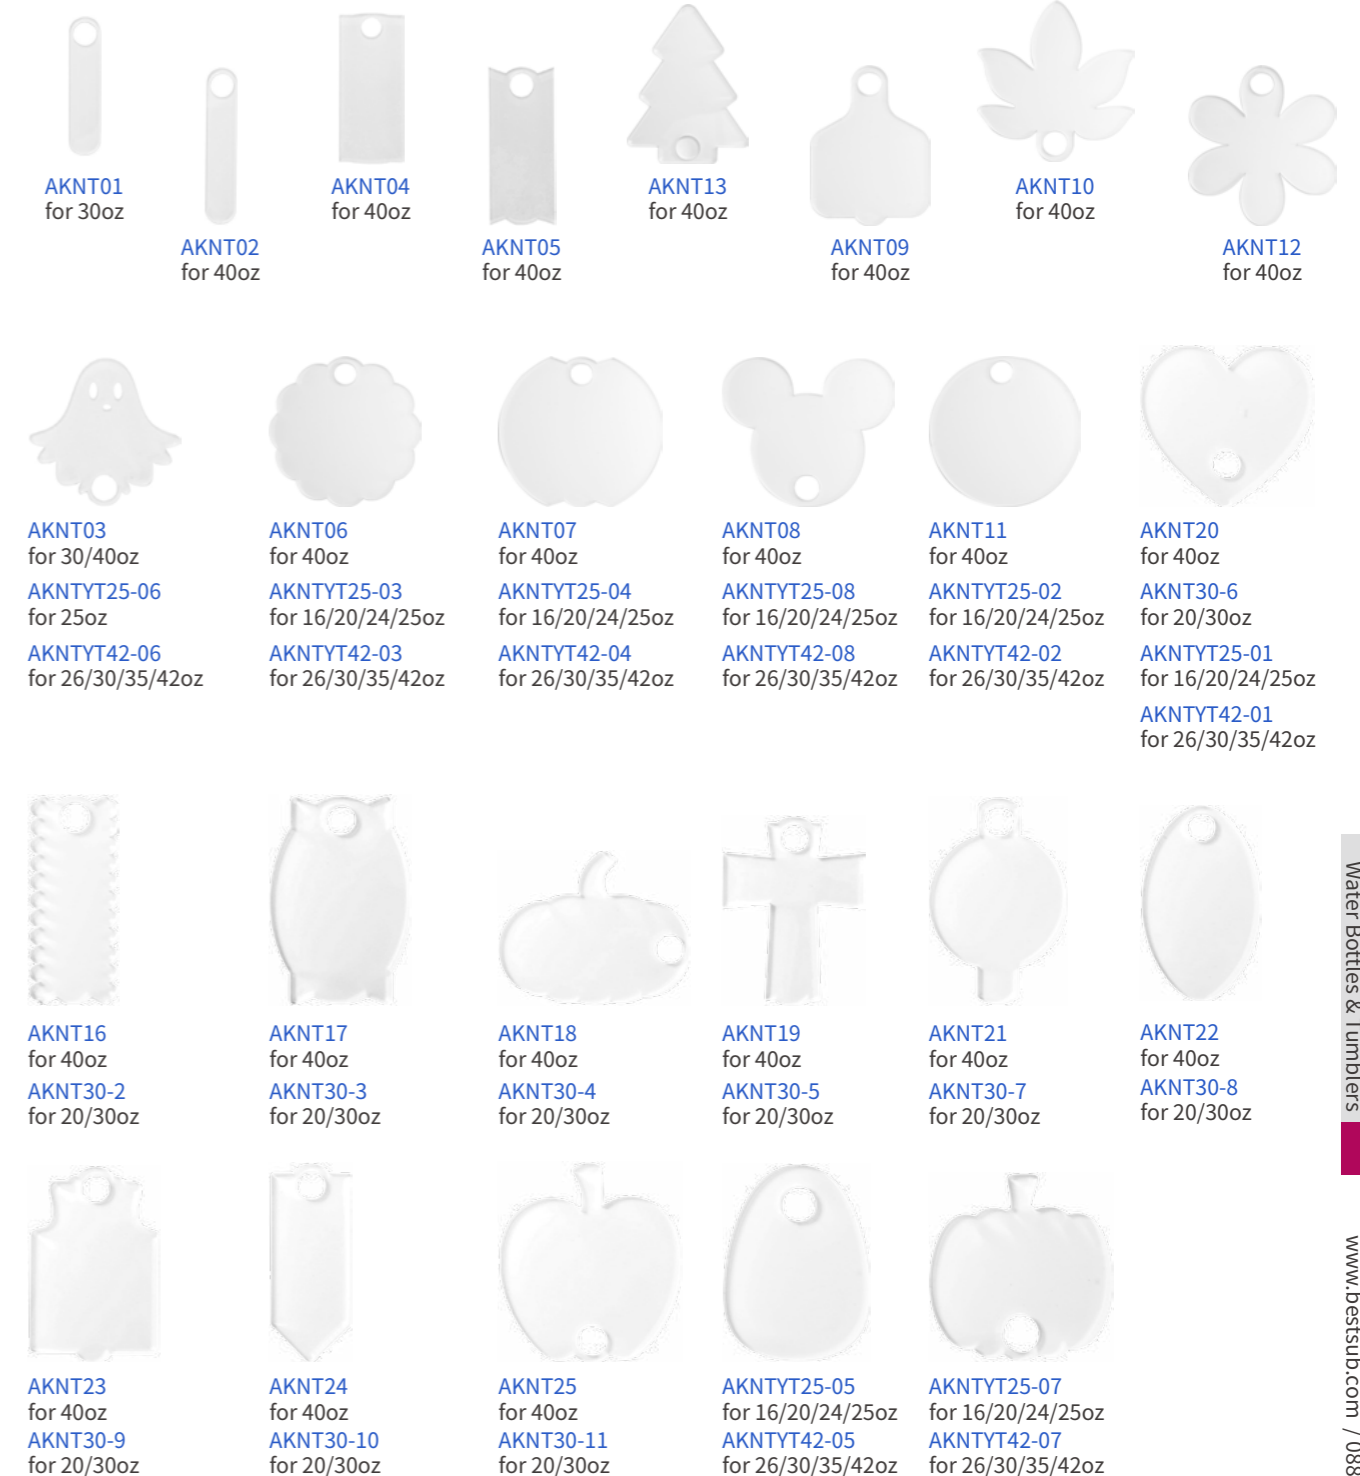 AKNT01
for 30oz
AKNT02
for 40oz
AKNT04
for 40oz
AKNT05
for 40oz
AKNT13
for 40oz
AKNT09
for 40oz
AKNT10
for 40oz
AKNT12
for 40oz
AKNT03
for 30/40oz
AKNTYT25-06
for 25oz
AKNTYT42-06
for 26/30/35/42oz
AKNT06
for 40oz
AKNTYT25-03
for 16/20/24/25oz
AKNTYT42-03
for 26/30/35/42oz
AKNT07
for 40oz
AKNTYT25-04
for 16/20/24/25oz
AKNTYT42-04
for 26/30/35/42oz
AKNT08
for 40oz
AKNTYT25-08
for 16/20/24/25oz
AKNTYT42-08
for 26/30/35/42oz
AKNT11
for 40oz
AKNTYT25-02
for 16/20/24/25oz
AKNTYT42-02
for 26/30/35/42oz
AKNT20
for 40oz
AKNT30-6
for 20/30oz
AKNTYT25-01
for 16/20/24/25oz
AKNTYT42-01
for 26/30/35/42oz
AKNT16
for 40oz
AKNT30-2
for 20/30oz
AKNT17
for 40oz
AKNT30-3
for 20/30oz
AKNT18
for 40oz
AKNT30-4
for 20/30oz
AKNT19
for 40oz
AKNT30-5
for 20/30oz
AKNT21
for 40oz
AKNT30-7
for 20/30oz
AKNT22
for 40oz
AKNT30-8
for 20/30oz
AKNT23
for 40oz
AKNT30-9
for 20/30oz
AKNT24
for 40oz
AKNT30-10
for 20/30oz
AKNT25
for 40oz
AKNT30-11
for 20/30oz
AKNTYT25-05
for 16/20/24/25oz
AKNTYT42-05
for 26/30/35/42oz
AKNTYT25-07
for 16/20/24/25oz
AKNTYT42-07
for 26/30/35/42oz
Water Bottles & Tumblers
www.bestsub.com / 088